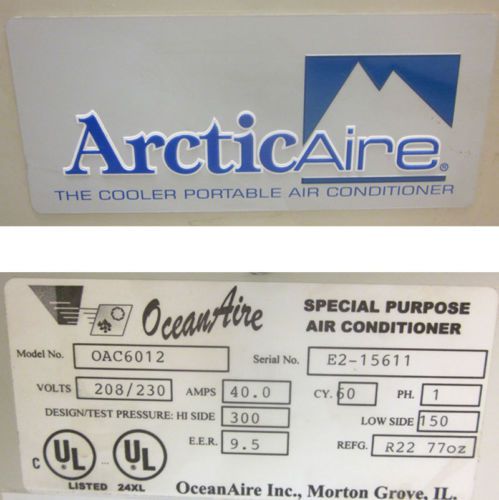 ArcticAire®
THE COOLER PORTABLE AIR CONDITIONER
OceanAire
SPECIAL PURPOSE
AIR CONDITIONER
Model No. OAC6012 Serial No. E2-15611
VOLTS 208/230 AMPS 40.0 CY. 60 PH. 1
DESIGN/TEST PRESSURE: HI SIDE 300 LOW SIDE 150
E.E.R. 9.5 REFG. R22 77oz
C UL UL
LISTED 24XL
OceanAire Inc., Morton Grove, IL.